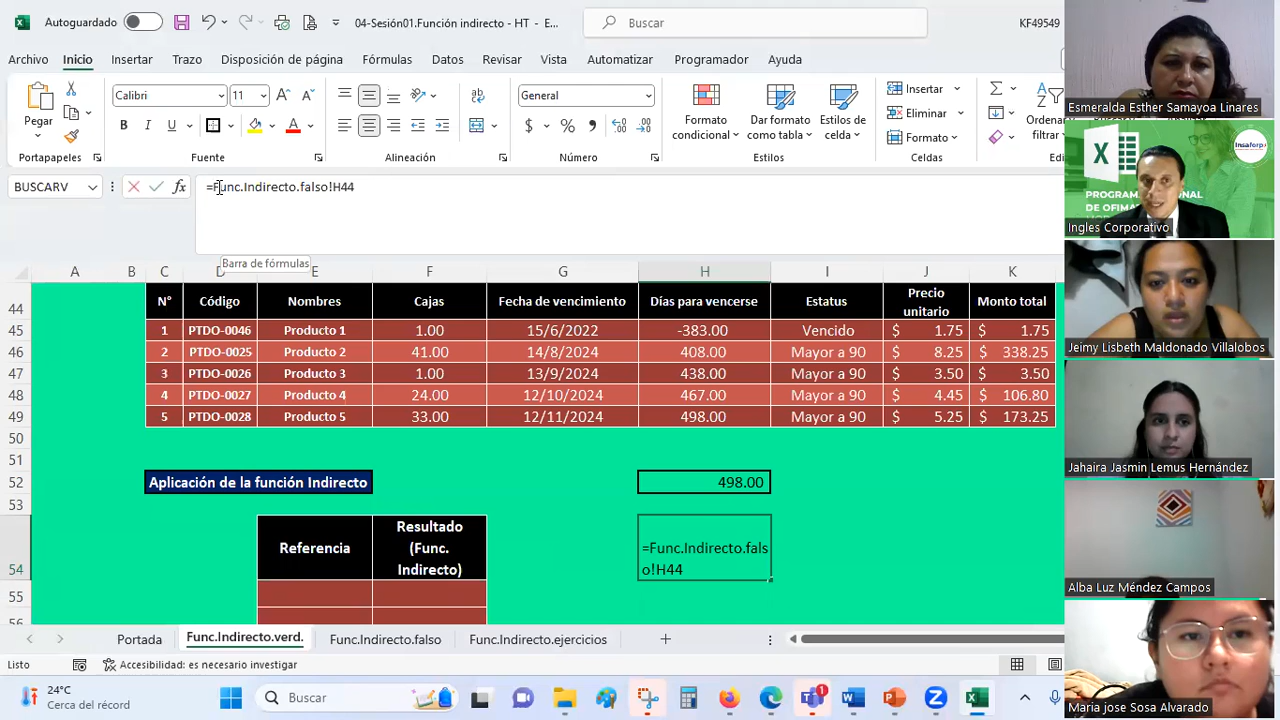 Autoguardado
04-Sesión01.Función indirecto - HT - E...
Buscar
KF49549
Archivo Inicio Insertar Trazo Disposición de página Fórmulas Datos Revisar Vista Automatizar Programador Ayuda
Pegar
Calibri 11
N K S
General
Formato condicional
Dar formato como tabla
Estilos de celda
Insertar
Eliminar
Formato
Portapapeles Fuente Alineación Número Estilos Celdas
BUSCARV
=Func.Indirecto.falso!H44
Barra de fórmulas
A B C E F G H I J K
44 N° Código Nombres Cajas Fecha de vencimiento Días para vencerse Estatus Precio unitario Monto total
45 1 PTDO-0046 Producto 1 1.00 15/6/2022 -383.00 Vencido $ 1.75 $ 1.75
46 2 PTDO-0025 Producto 2 41.00 14/8/2024 408.00 Mayor a 90 $ 8.25 $ 338.25
47 3 PTDO-0026 Producto 3 1.00 13/9/2024 438.00 Mayor a 90 $ 3.50 $ 3.50
48 4 PTDO-0027 Producto 4 24.00 12/10/2024 467.00 Mayor a 90 $ 4.45 $ 106.80
49 5 PTDO-0028 Producto 5 33.00 12/11/2024 498.00 Mayor a 90 $ 5.25 $ 173.25
50
51
52 Aplicación de la función Indirecto 498.00
53
54 Referencia Resultado (Func. Indirecto)
=Func.Indirecto.fals
o!H44
55
Portada Func.Indirecto.verd. Func.Indirecto.falso Func.Indirecto.ejercicios
Listo Accesibilidad: es necesario investigar
24°C
Cerca del récord
Buscar
1
Esmeralda Esther Samayoa Linares
Insaforp
Ingles Corporativo
Jeimy Lisbeth Maldonado Villalobos
Jahaira Jasmin Lemus Hernández
Alba Luz Méndez Campos
Maria jose Sosa Alvarado